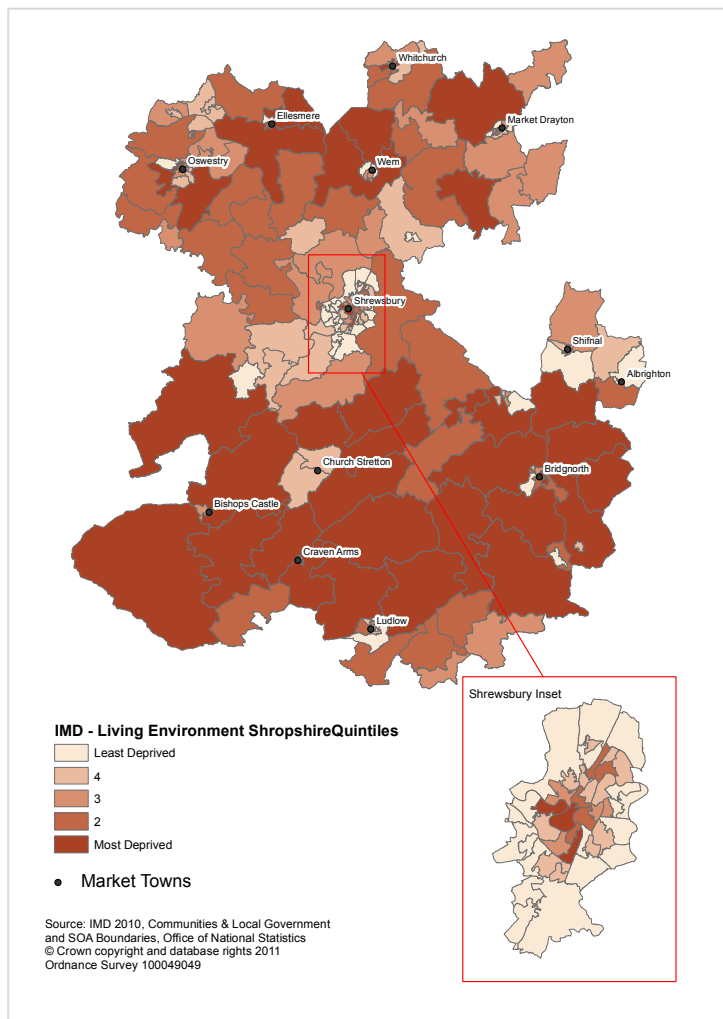 Whitchurch
Ellesmere
Market Drayton
Oswestry
Wem
Shrewsbury
Shifnal
Albrighton
Church Stretton
Bridgnorth
Bishops Castle
Craven Arms
Ludlow
Shrewsbury Inset
IMD - Living Environment ShropshireQuintiles
Least Deprived
4
3
2
Most Deprived
Market Towns
Source: IMD 2010, Communities & Local Government
and SOA Boundaries, Office of National Statistics
© Crown copyright and database rights 2011
Ordnance Survey 100049049